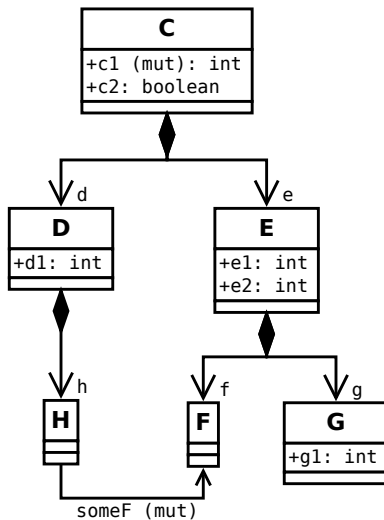 C
+c1 (mut): int
+c2: boolean
d
e
D
+d1: int
E
+e1: int
+e2: int
h
f
g
H
F
G
+g1: int
someF (mut)